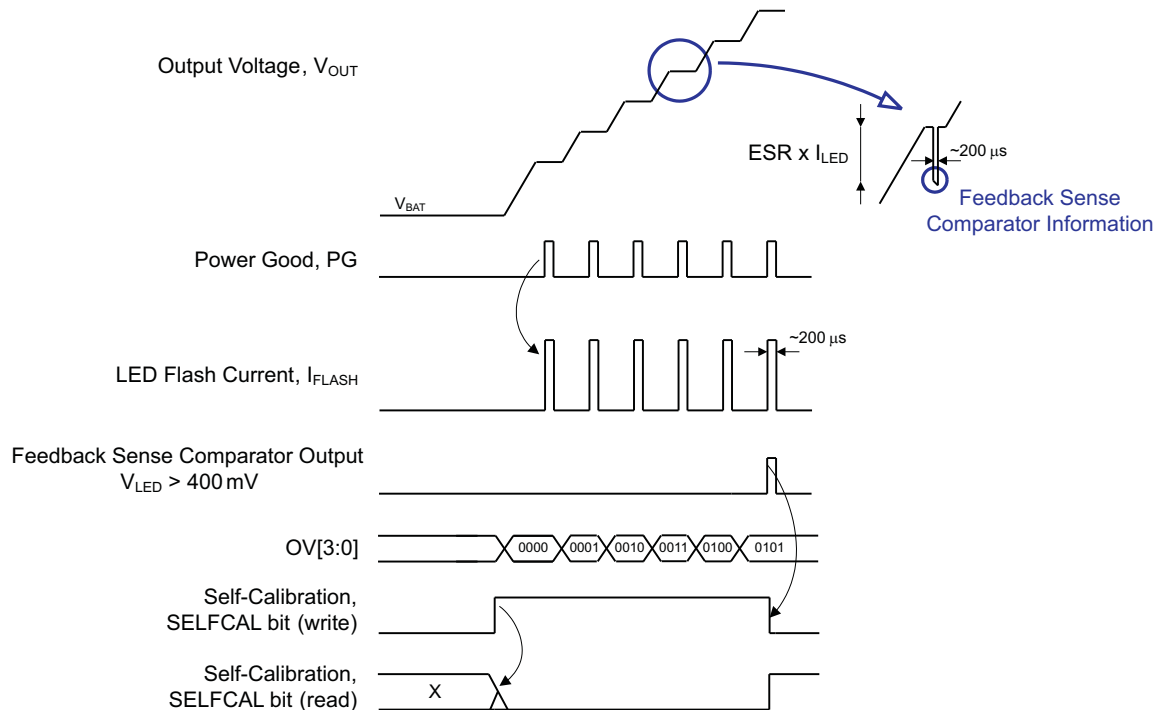 Output Voltage, VOUT
ESR x ILED
~200 μs
Feedback Sense
Comparator Information
VBAT
Power Good, PG
~200 μs
LED Flash Current, IFLASH
Feedback Sense Comparator Output
VLED > 400 mV
OV[3:0]
0000 0001 0010 0011 0100 0101
Self-Calibration,
SELFCAL bit (write)
Self-Calibration,
SELFCAL bit (read)
X